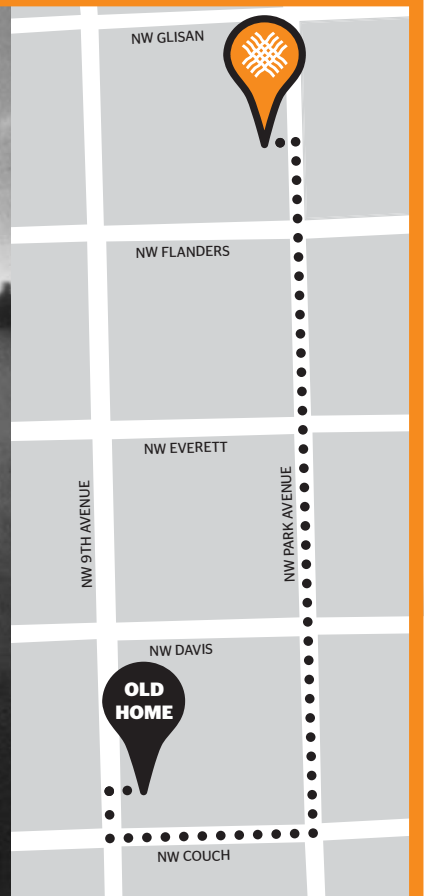 NW GLISAN
NW FLANDERS
NW EVERETT
NW 9TH AVENUE
NW PARK AVENUE
NW DAVIS
OLD
HOME
NW COUCH